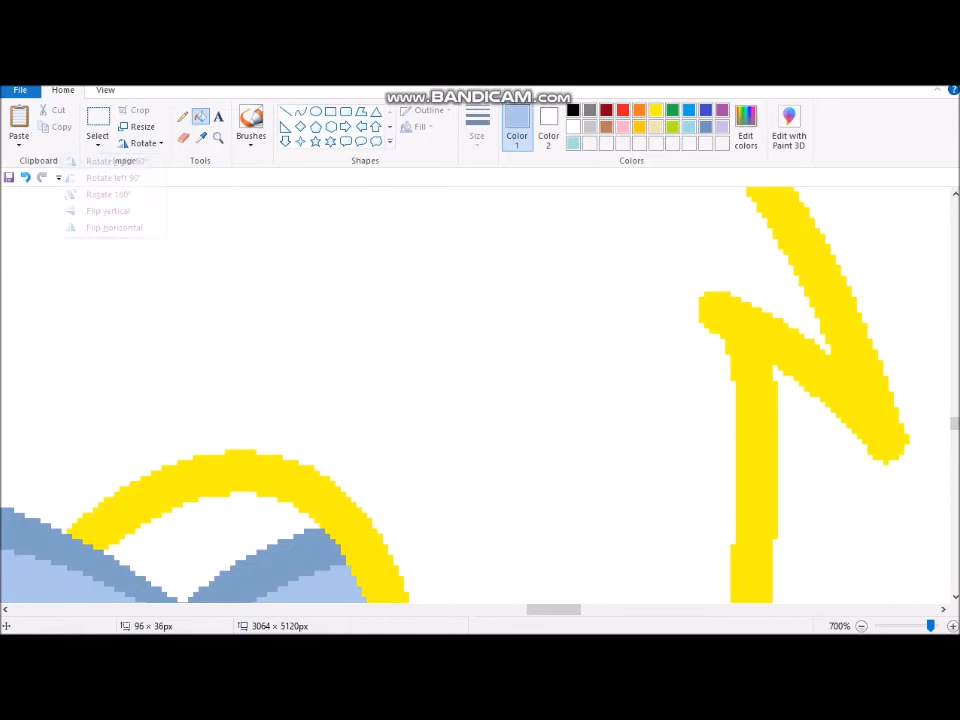 www.BANDICAM.com
File Home View
Paste
Cut
Copy
Clipboard
Select
Crop
Resize
Rotate
Image
Rotate right 90°
Rotate left 90°
Rotate 180°
Flip vertical
Flip horizontal
A
Tools
Brushes
Outline
Fill
Shapes
Size
Color 1
Color 2
Edit colors
Edit with Paint 3D
Colors
96 × 36px
3064 × 5120px
700%